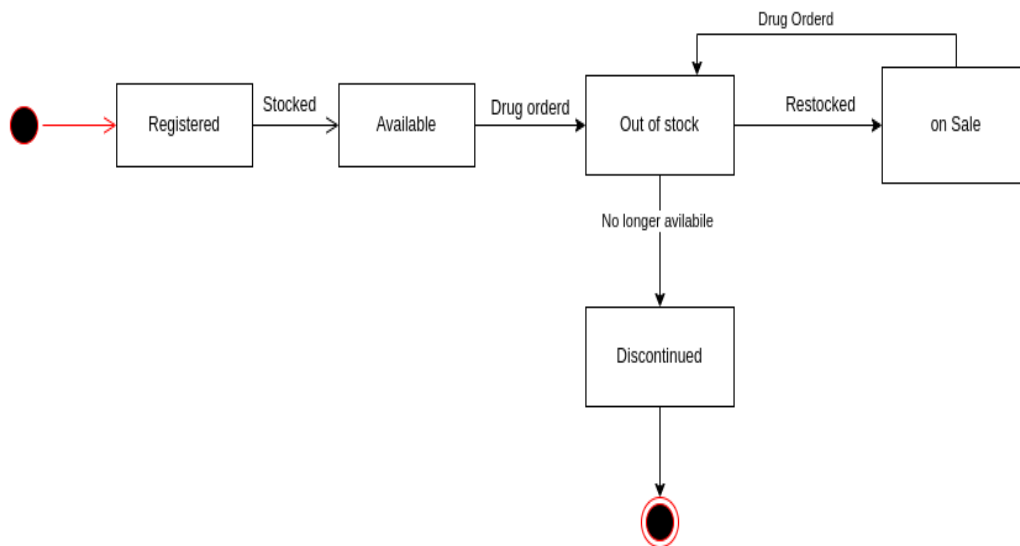 Drug Orderd
Registered
Stocked
Available
Drug orderd
Out of stock
Restocked
on Sale
No longer avilabile
Discontinued